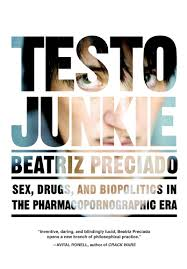 TESTO
JUNKIE
BEATRIZ PRECIADO
SEX, DRUGS, AND BIOPOLITICS IN
THE PHARMACOPORNOGRAPHIC ERA
"Inventive, daring, and blindingly lucid, Beatriz Preciado
opens a new branch of philosophical practice."
—AVITAL RONELL, author of CRACK WARS